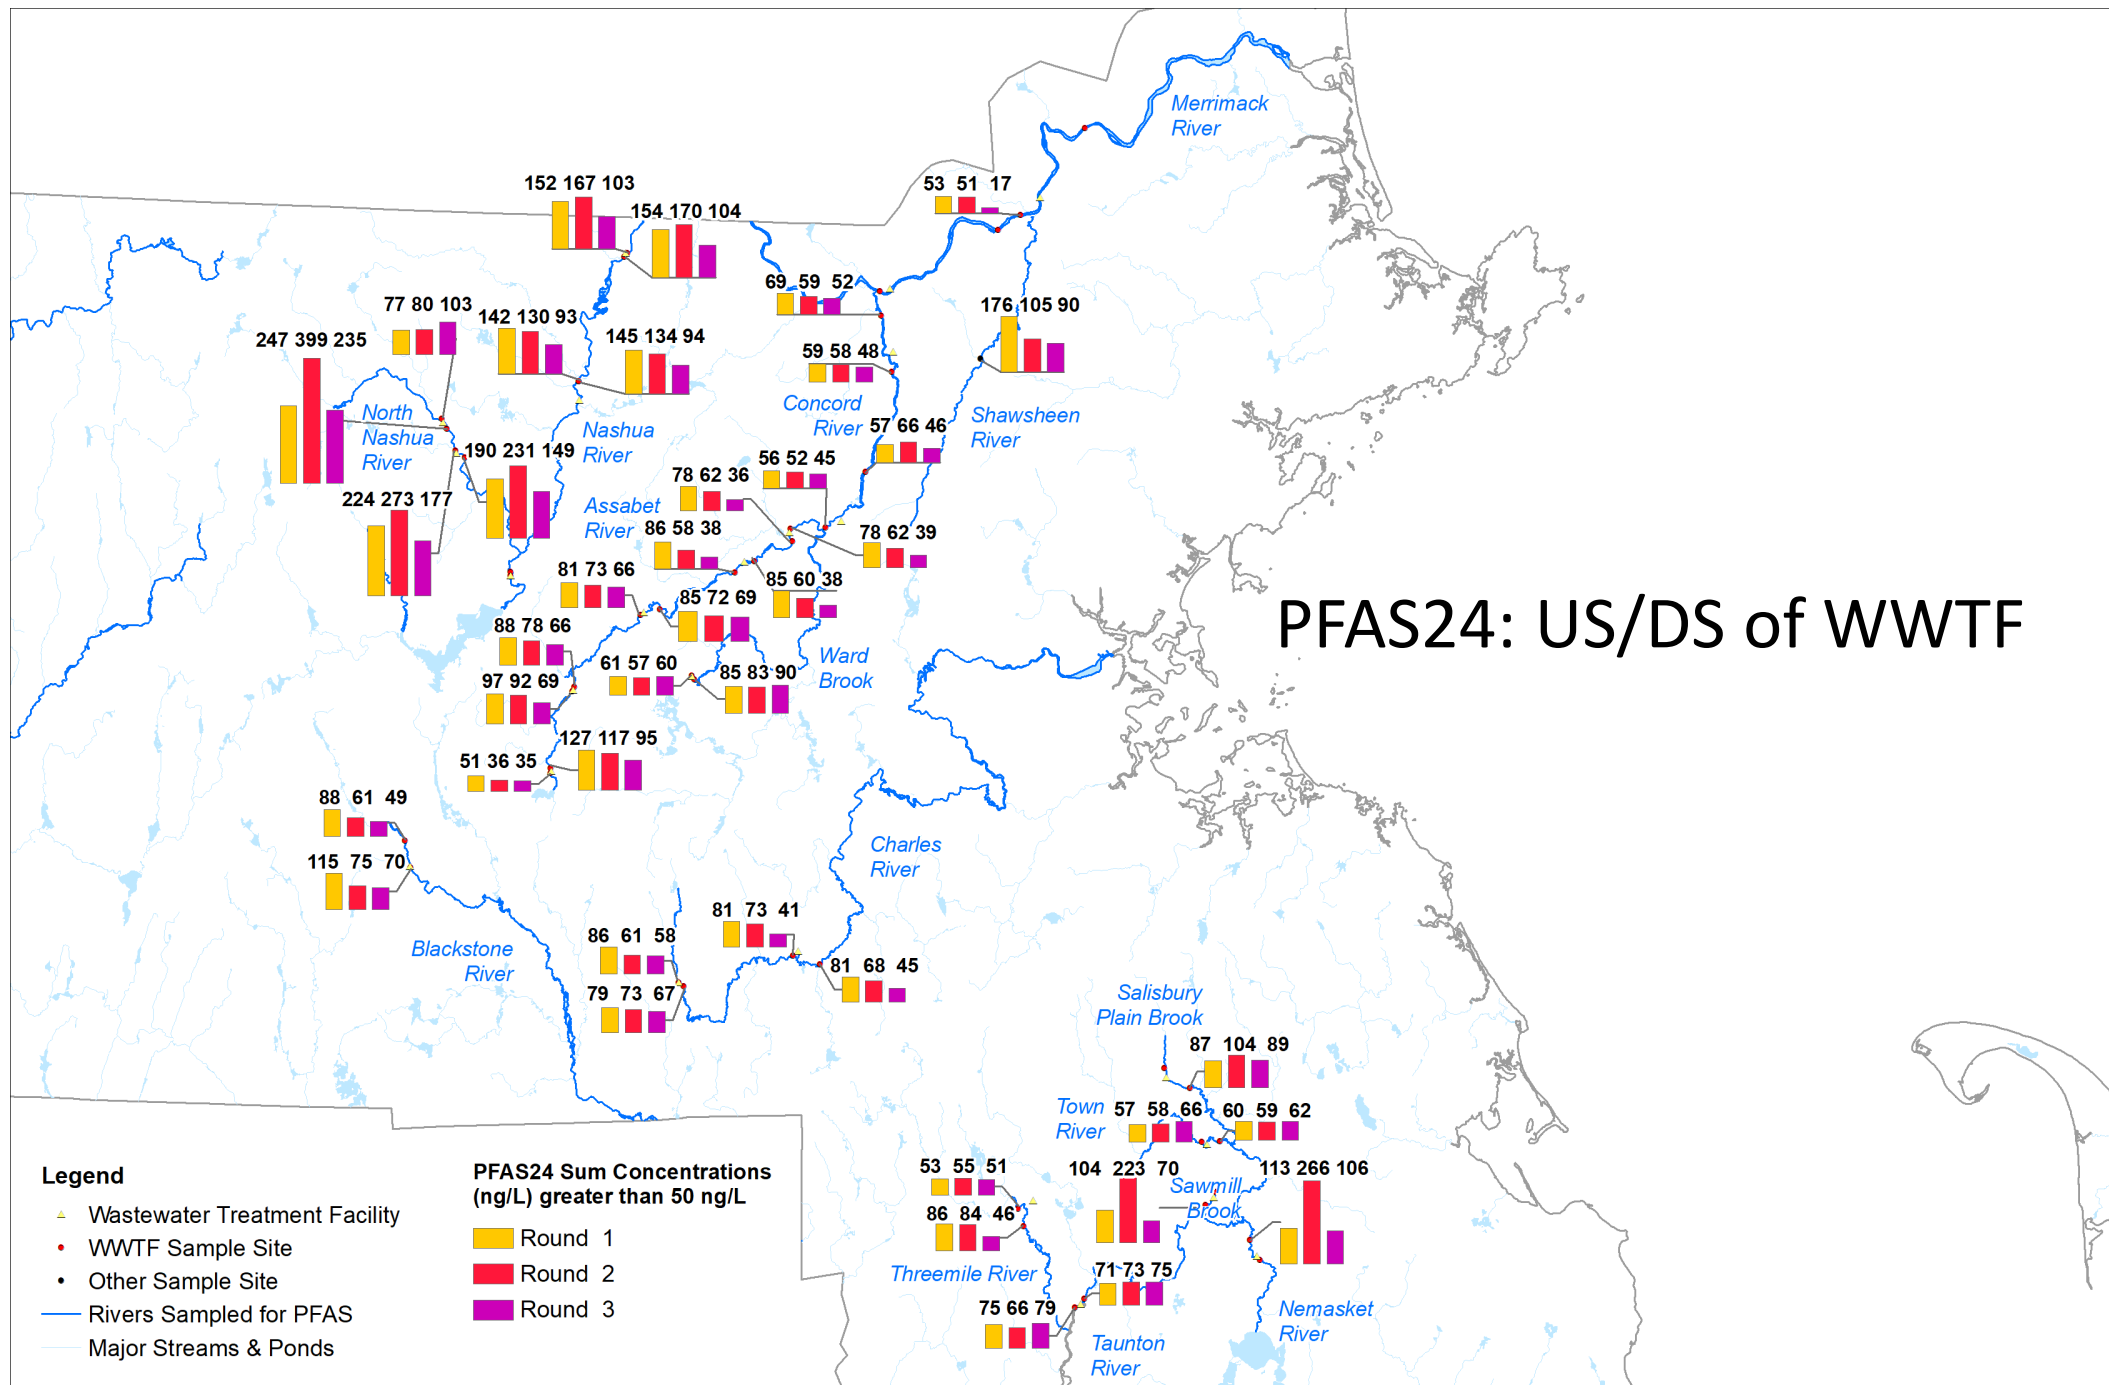 Merrimack
River
152 167 103
53 51 17
154 170 104
69 59 52
176 105 90
77 80 103
142 130 93
247 399 235
145 134 94
59 58 48
Concord
River
Shawsheen
River
North
Nashua
River
Nashua
River
57 66 46
190 231 149
56 52 45
78 62 36
224 273 177
Assabet
River
86 58 38
78 62 39
81 73 66
85 60 38
85 72 69
PFAS24: US/DS of WWTF
88 78 66
Ward
Brook
61 57 60
85 83 90
97 92 69
127 117 95
51 36 35
88 61 49
Charles
River
115 75 70
81 73 41
Blackstone
River
86 61 58
81 68 45
79 73 67
Salisbury
Plain Brook
87 104 89
Town
River
57 58 66
60 59 62
53 55 51
104 223 70
113 266 106
Sawmill
Brook
86 84 46
Threemile River
71 73 75
75 66 79
Nemasket
River
Taunton
River
Legend
Wastewater Treatment Facility
WWTF Sample Site
Other Sample Site
Rivers Sampled for PFAS
Major Streams & Ponds
PFAS24 Sum Concentrations
(ng/L) greater than 50 ng/L
Round 1
Round 2
Round 3